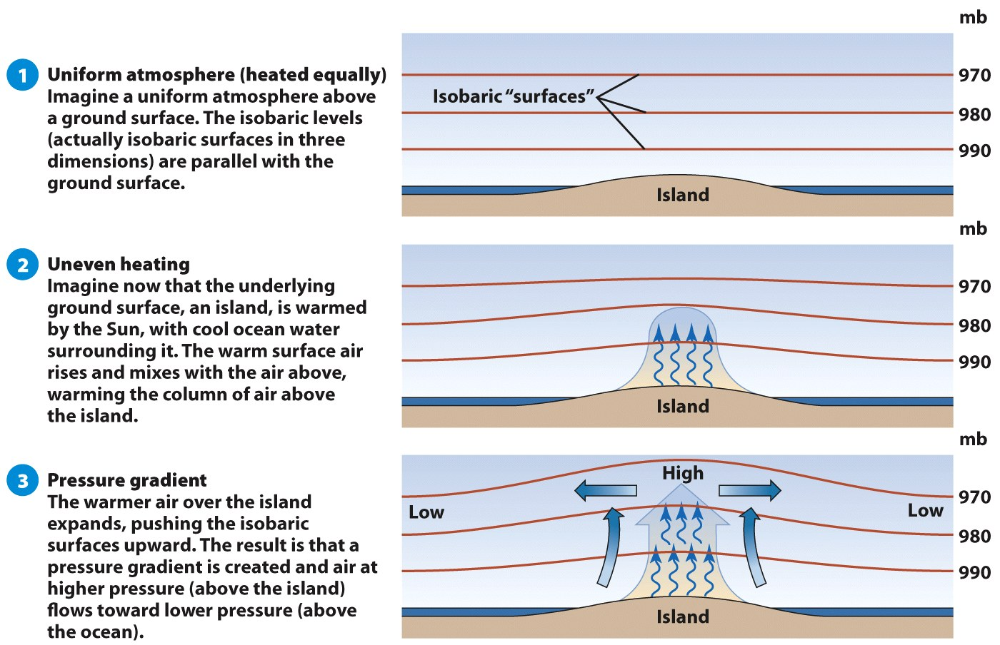 mb
1 Uniform atmosphere (heated equally)
Imagine a uniform atmosphere above
a ground surface. The isobaric levels
(actually isobaric surfaces in three
dimensions) are parallel with the
ground surface.
970
Isobaric “surfaces”
980
990
Island
mb
2 Uneven heating
Imagine now that the underlying
ground surface, an island, is warmed
by the Sun, with cool ocean water
surrounding it. The warm surface air
rises and mixes with the air above,
warming the column of air above
the island.
970
980
990
Island
mb
3 Pressure gradient
The warmer air over the island
expands, pushing the isobaric
surfaces upward. The result is that a
pressure gradient is created and air at
higher pressure (above the island)
flows toward lower pressure (above
the ocean).
High
970
Low
Low
980
990
Island